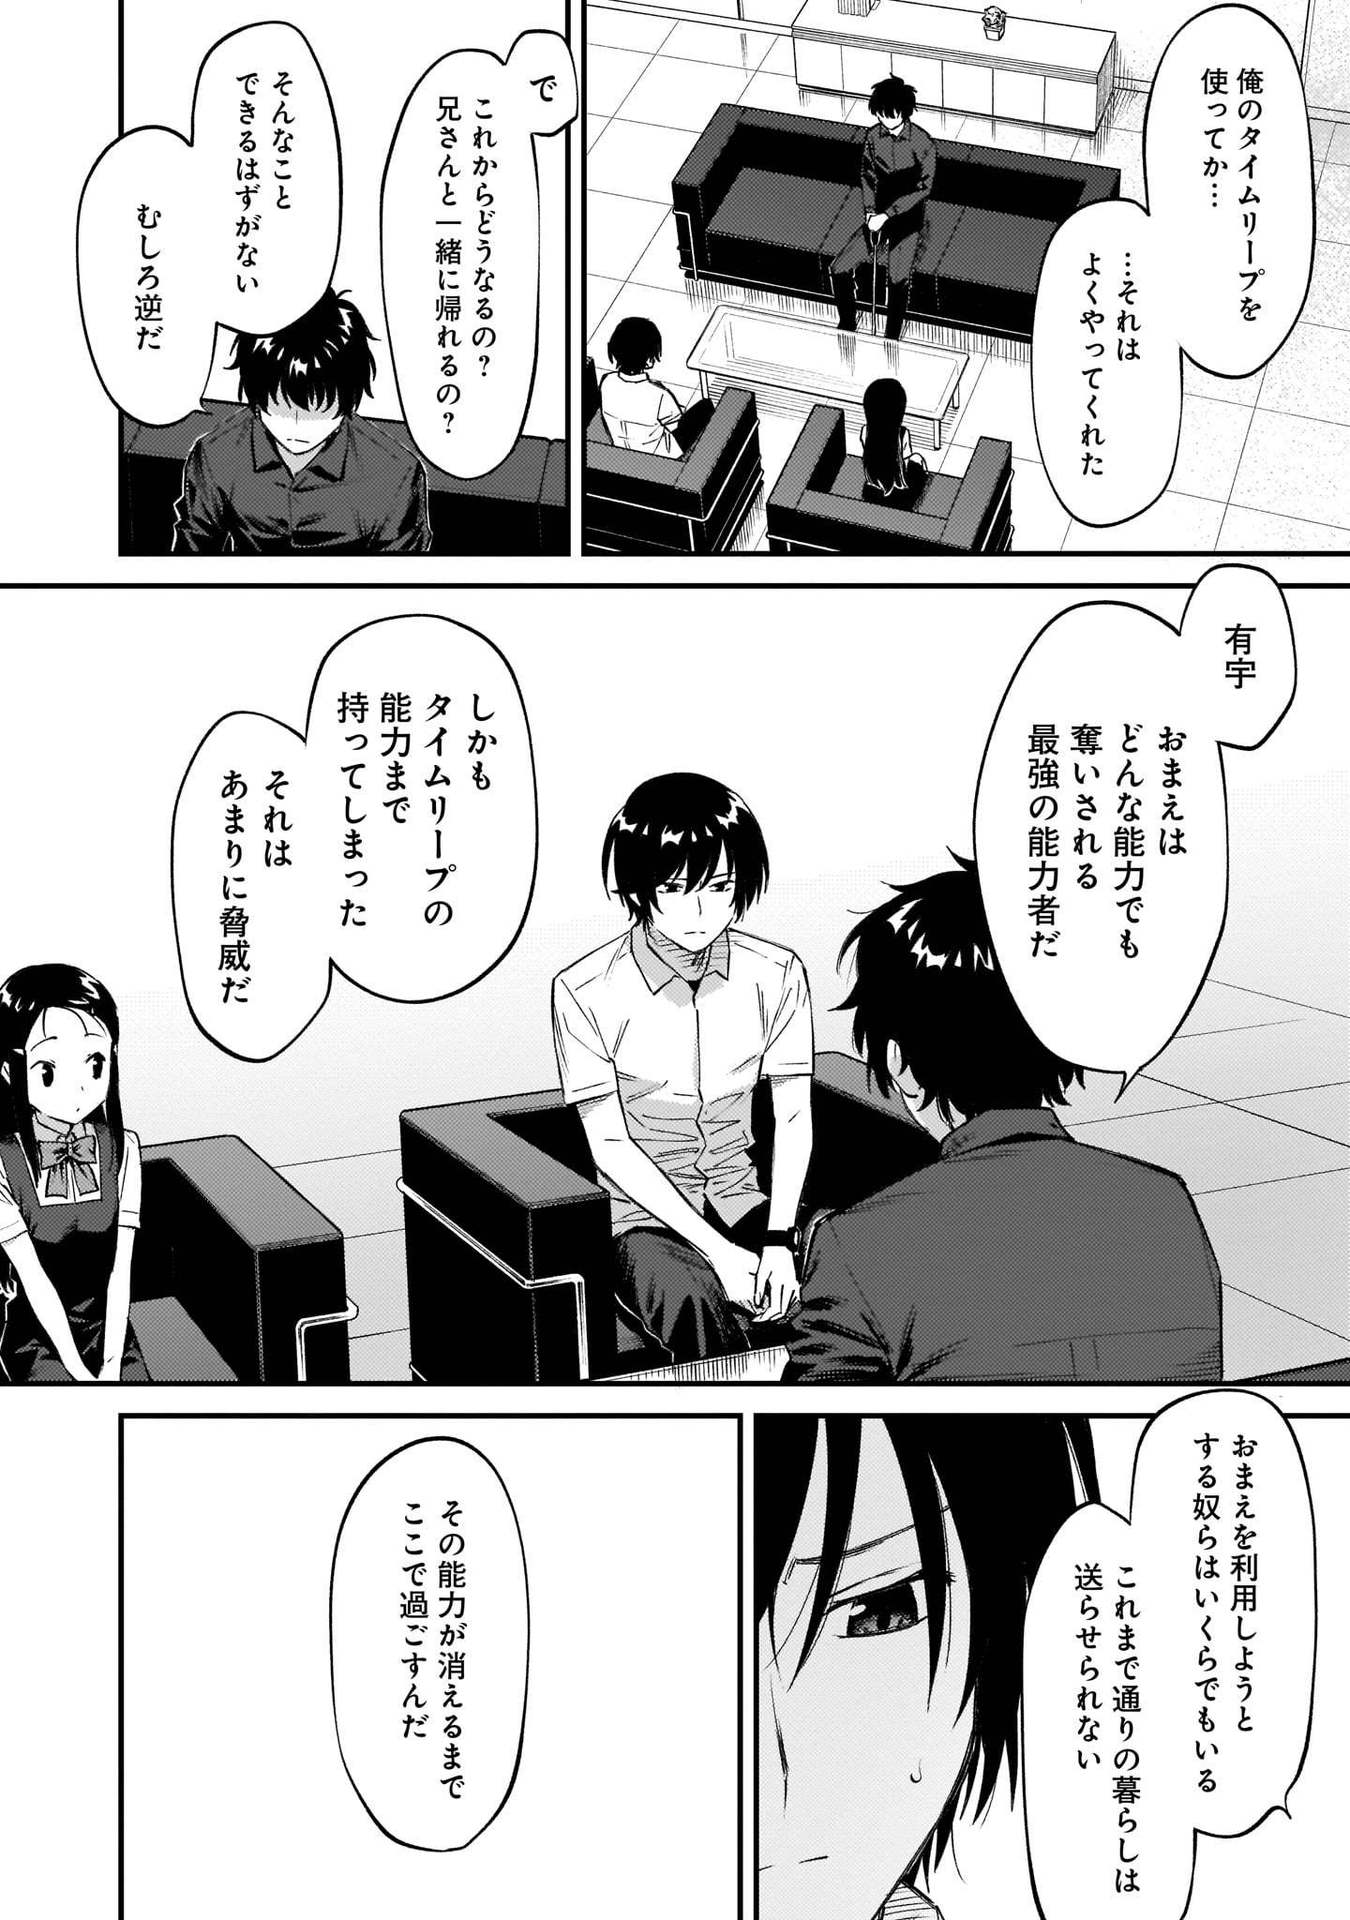 俺のタイムリープを
使ってか…
…それは
よくやってくれた
で
これからどうなるの?
兄さんと一緒に帰れるの?
そんなこと
できるはずがない
むしろ逆だ
有宇
おまえは
どんな能力でも
奪いされる
最強の能力者だ
しかも
タイムリープの
能力まで
持ってしまった
それは
あまりに脅威だ
おまえを利用しようと
する奴らはいくらでもいる
これまで通りの暮らしは
送らせられない
その能力が消えるまで
ここで過ごすんだ